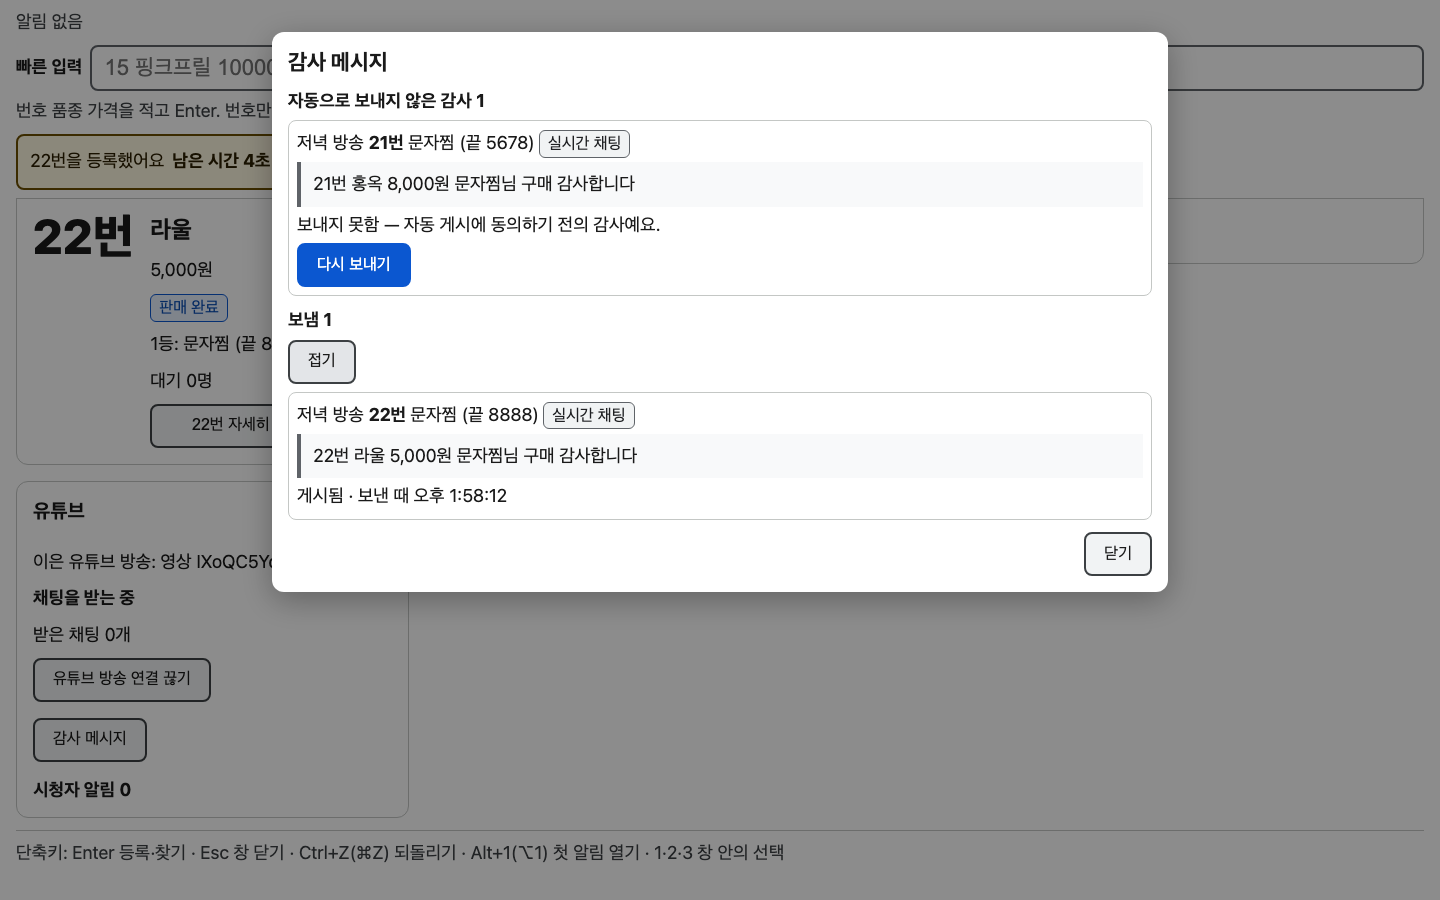 알림 없음
빠른 입력
15 핑크프릴 10000
번호 품종 가격을 적고 Enter. 번호만
22번을 등록했어요 남은 시간 4초
22번
라울
5,000원
판매 완료
1등: 문자찜 (끝 8
대기 0명
22번 자세히
유튜브
이은 유튜브 방송: 영상 IXoQC5Y
채팅을 받는 중
받은 채팅 0개
유튜브 방송 연결 끊기
감사 메시지
시청자 알림 0
단축키: Enter 등록·찾기 · Esc 창 닫기 · Ctrl+Z(⌘Z) 되돌리기 · Alt+1(⌥1) 첫 알림 열기 · 1·2·3 창 안의 선택
감사 메시지
자동으로 보내지 않은 감사 1
저녁 방송 21번 문자찜 (끝 5678) 실시간 채팅
21번 홍옥 8,000원 문자찜님 구매 감사합니다
보내지 못함 — 자동 게시에 동의하기 전의 감사예요.
다시 보내기
보냄 1
접기
저녁 방송 22번 문자찜 (끝 8888) 실시간 채팅
22번 라울 5,000원 문자찜님 구매 감사합니다
게시됨 · 보낸 때 오후 1:58:12
닫기